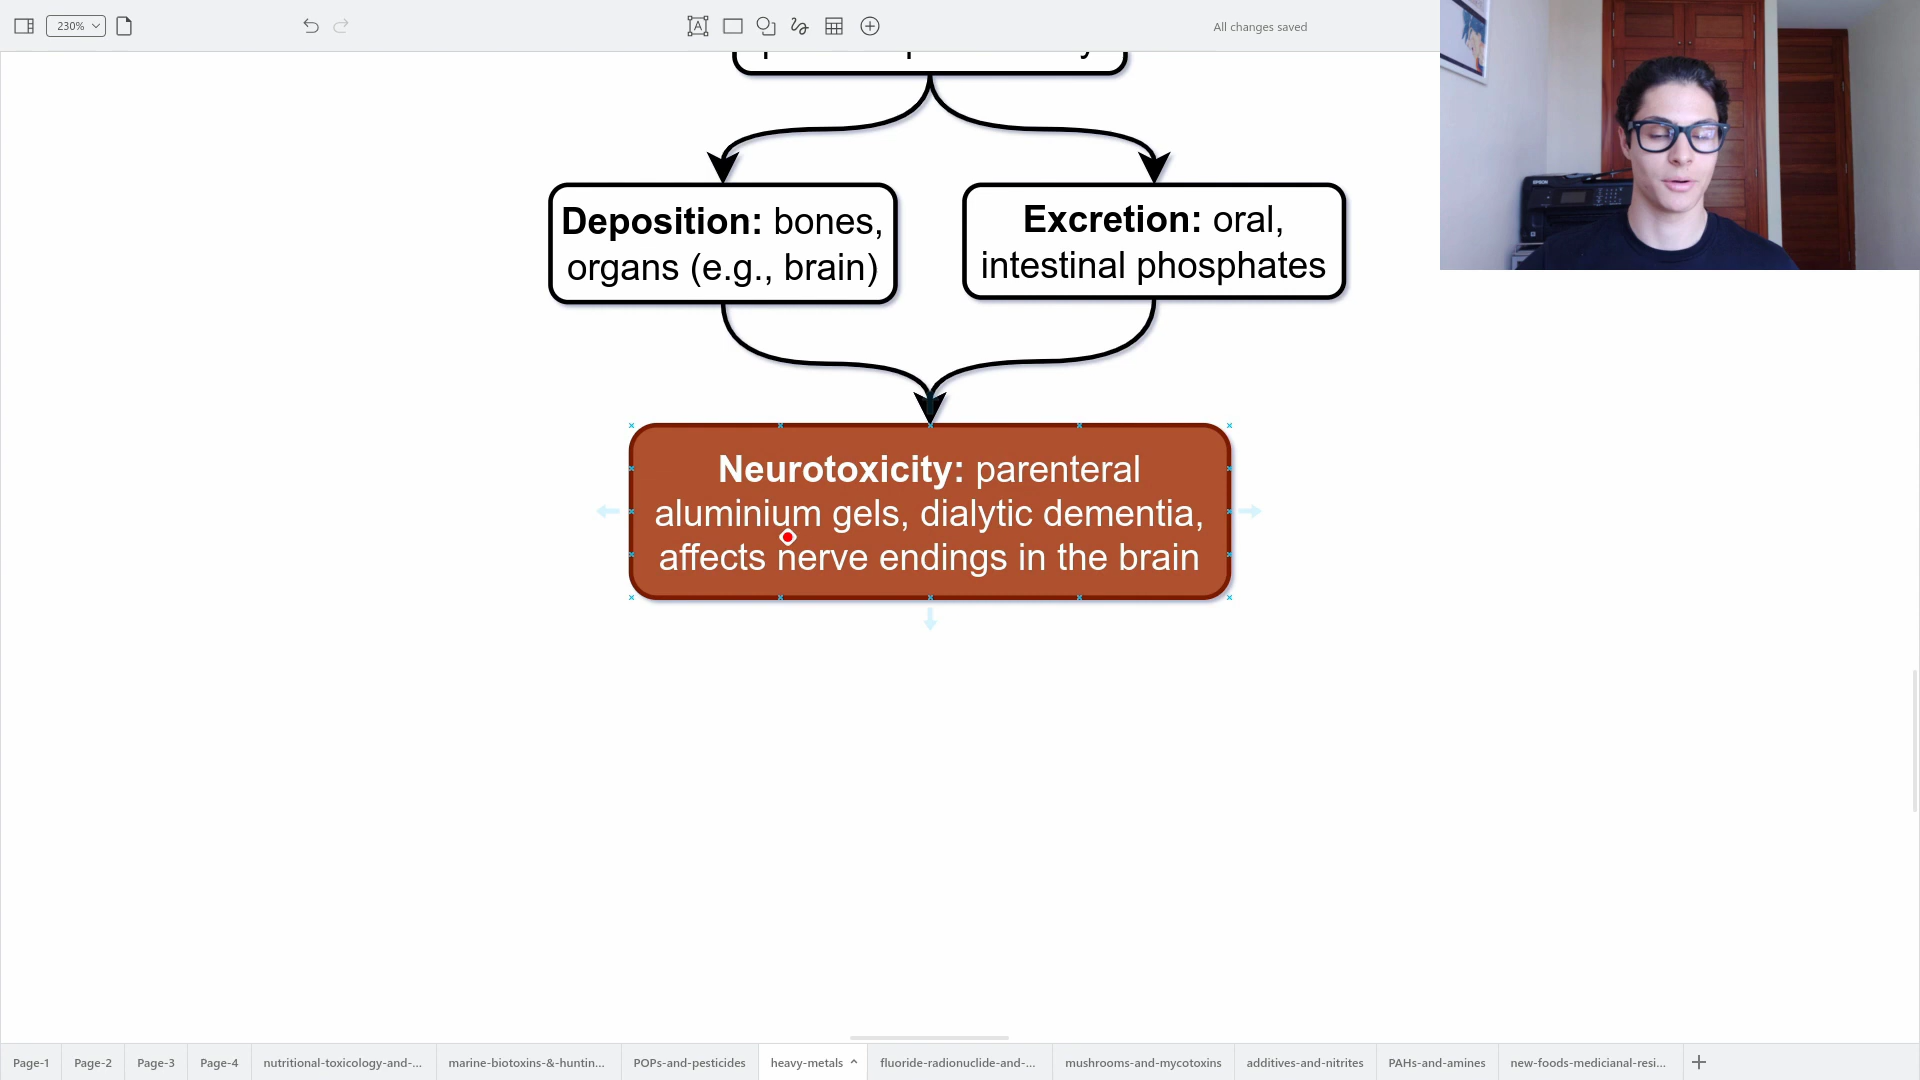 230%
All changes saved
EPSON
Deposition: bones,
organs (e.g., brain)
Excretion: oral,
intestinal phosphates
Neurotoxicity: parenteral
aluminium gels, dialytic dementia,
affects nerve endings in the brain
Page-1
Page-2
Page-3
Page-4
nutritional-toxicology-and-...
marine-biotoxins-&-huntin...
POPs-and-pesticides
heavy-metals
fluoride-radionuclide-and-...
mushrooms-and-mycotoxins
additives-and-nitrites
PAHs-and-amines
new-foods-medicianal-resi...